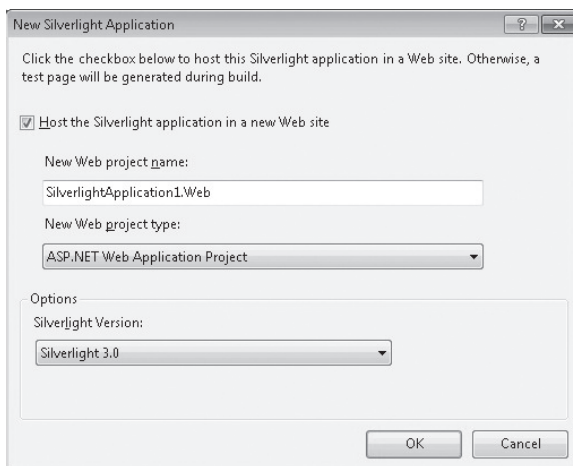 New Silverlight Application
Click the checkbox below to host this Silverlight application in a Web site. Otherwise, a
test page will be generated during build.
Host the Silverlight application in a new Web site
New Web project name:
SilverlightApplication1.Web
New Web project type:
ASP.NET Web Application Project
Options
Silverlight Version:
Silverlight 3.0
OK
Cancel